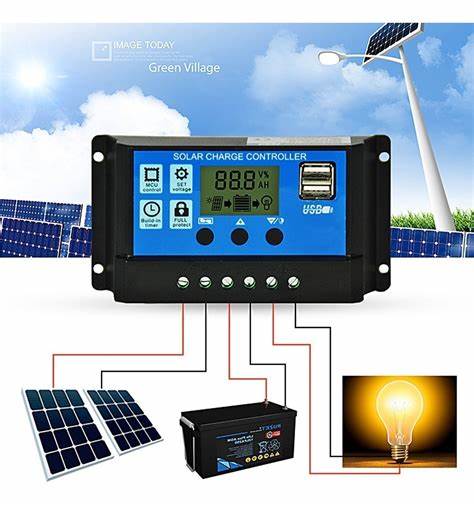 IMAGE TODAY
Green Village
SOLAR CHARGE CONTROLLER
MCU control
SET voltage
Build-in timer
FULL protect
88.8 VS AH
USB